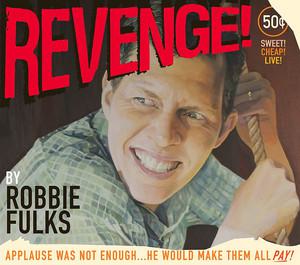 REVENGE!
50¢
SWEET!
CHEAP!
LIVE!
BY
ROBBIE
FULKS
APPLAUSE WAS NOT ENOUGH...HE WOULD MAKE THEM ALL PAY!